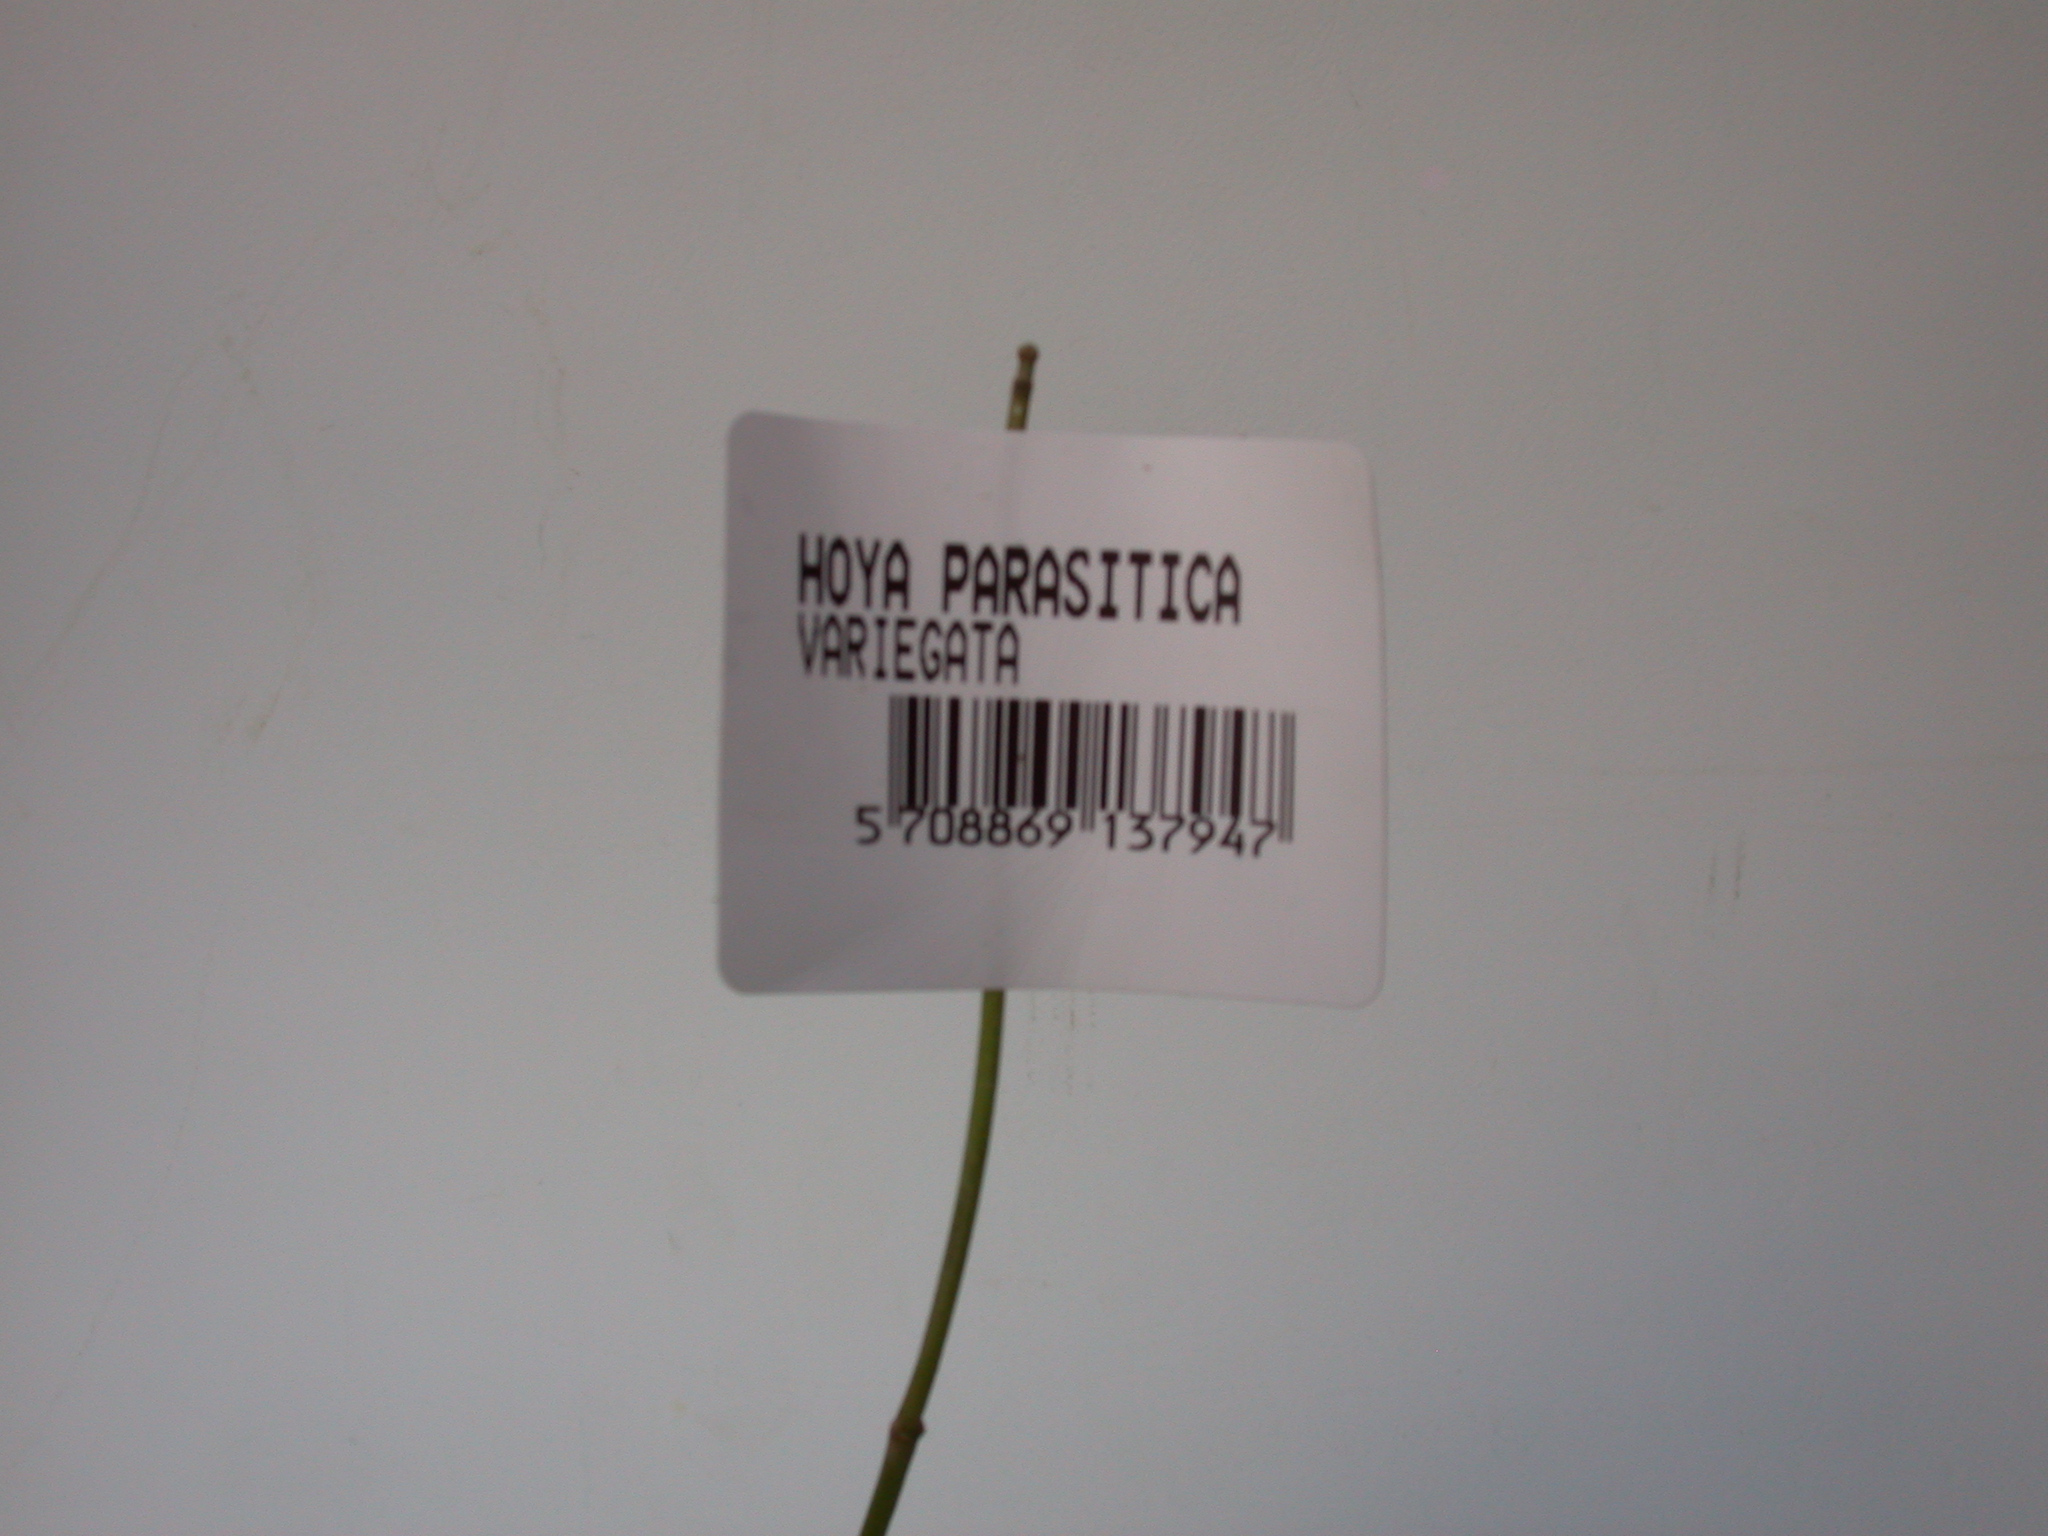 HOYA PARASITICA
VARIEGATA
5 708869 137947